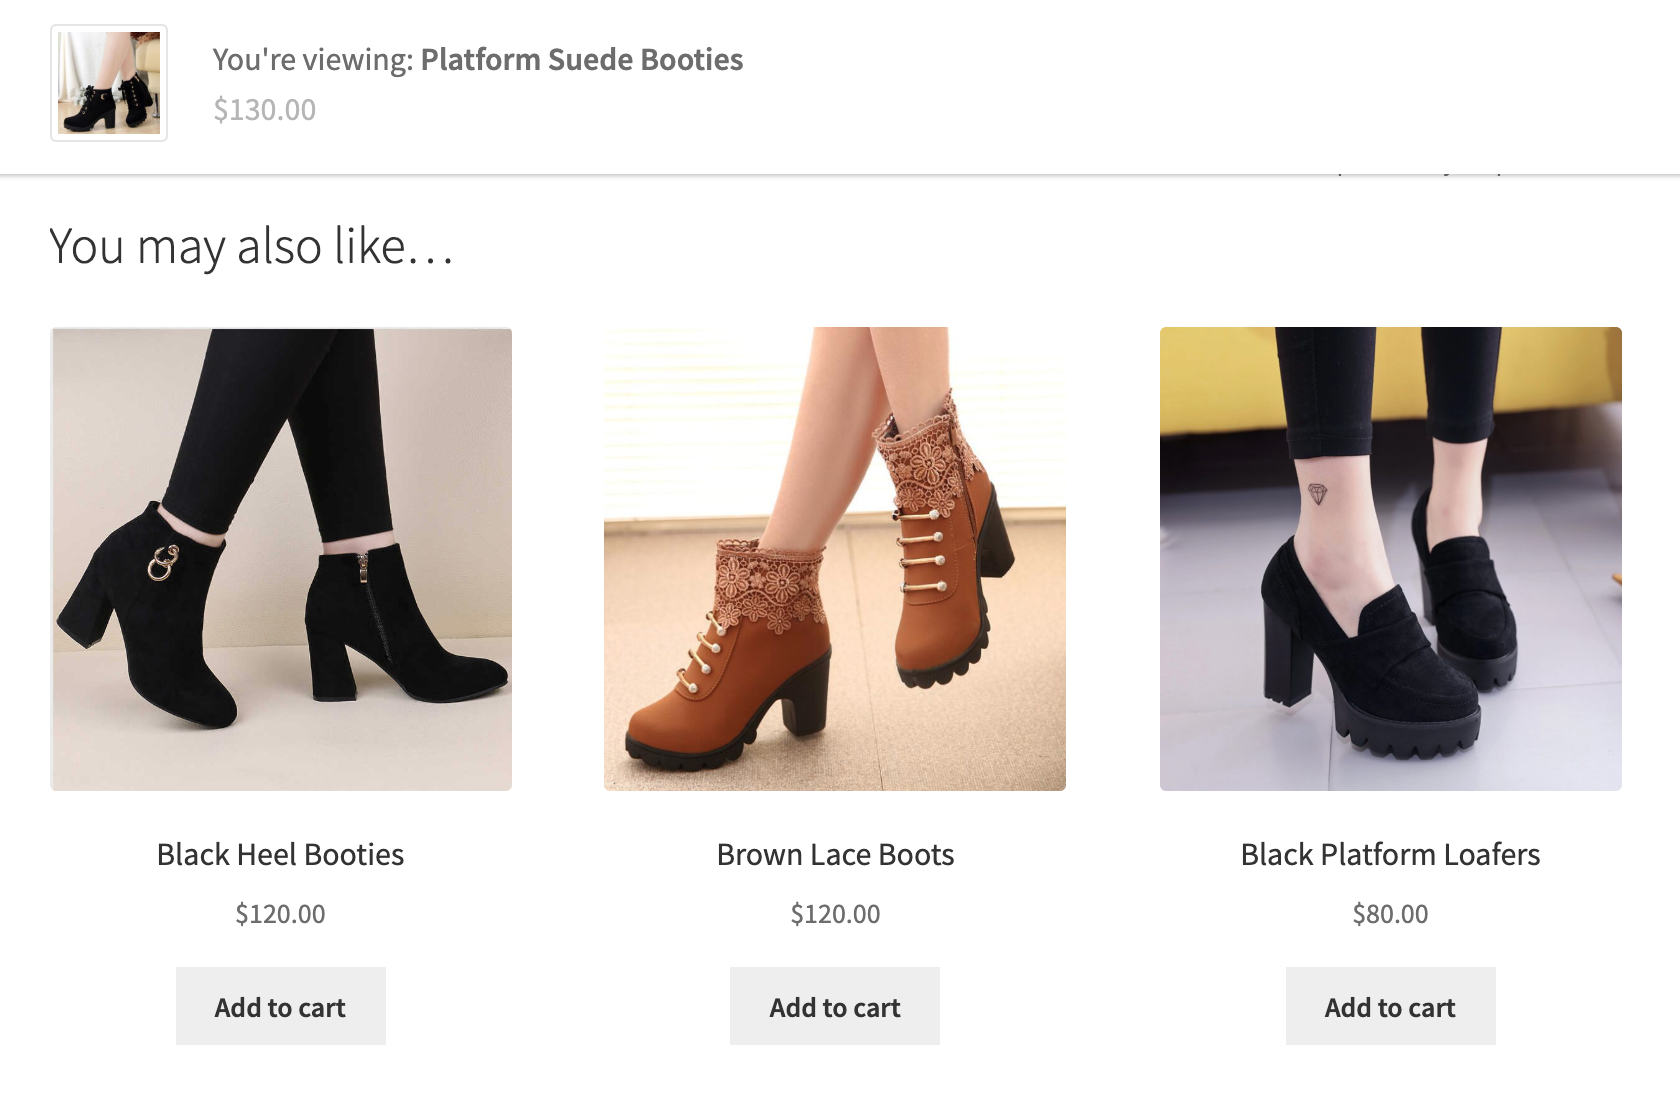 You're viewing: Platform Suede Booties
$130.00
You may also like…
Black Heel Booties
Brown Lace Boots
Black Platform Loafers
$120.00
$120.00
$80.00
Add to cart
Add to cart
Add to cart